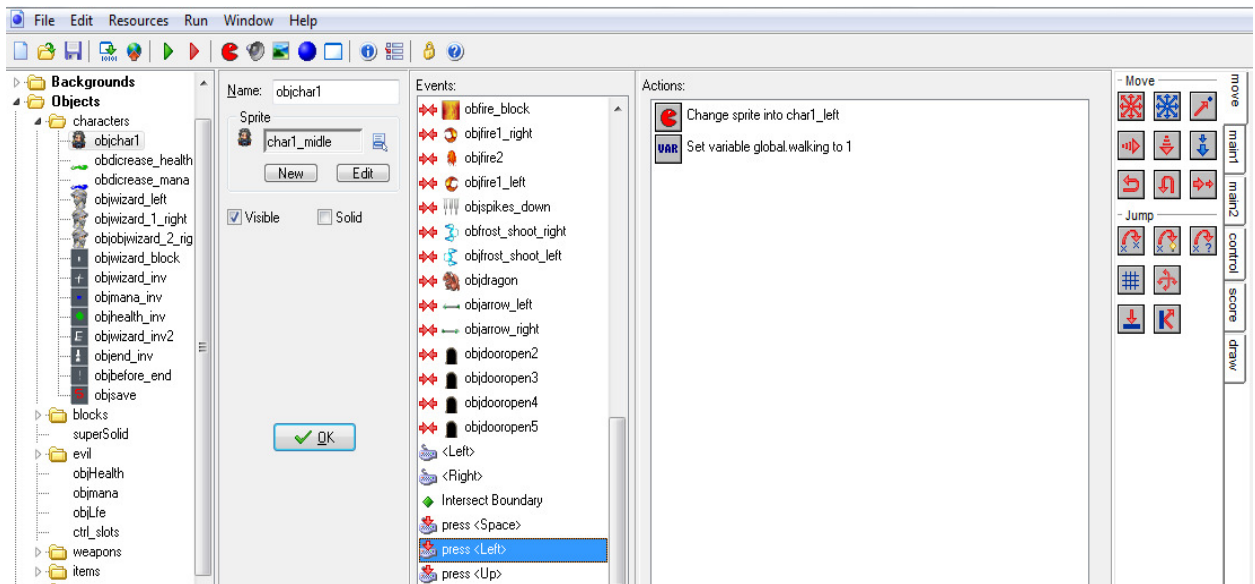 File Edit Resources Run Window Help
Backgrounds
Objects
characters
objchar1
obdicrease_health
obdicrease_mana
objwizard_left
objwizard_1_right
objobjwizard_2_rig
objwizard_block
objwizard_inv
objmana_inv
objhealth_inv
objwizard_inv2
objend_inv
objbefore_end
objsave
blocks
superSolid
evil
objHealth
objmana
objLfe
ctrl_slots
weapons
items
Name: objchar1
Sprite
char1_midle
New Edit
Visible Solid
OK
Events:
obfire_block
objfire1_right
objfire2
objfire1_left
objspikes_down
obfrost_shoot_right
objfrost_shoot_left
objdragon
objarrow_left
objarrow_right
objdooropen2
objdooropen3
objdooropen4
objdooropen5
<Left>
<Right>
Intersect Boundary
press <Space>
press <Left>
press <Up>
Actions:
Change sprite into char1_left
VAR Set variable global.walking to 1
Move
Jump
move
main1
main2
control
score
draw